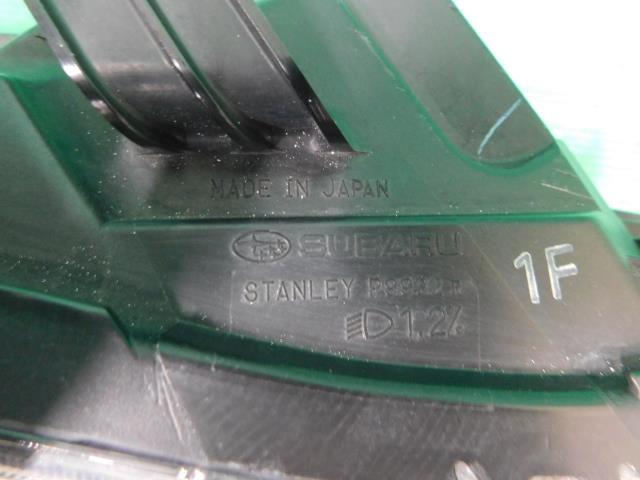 MADE IN JAPAN
SUBARU
STANLEY
1.2%
1F